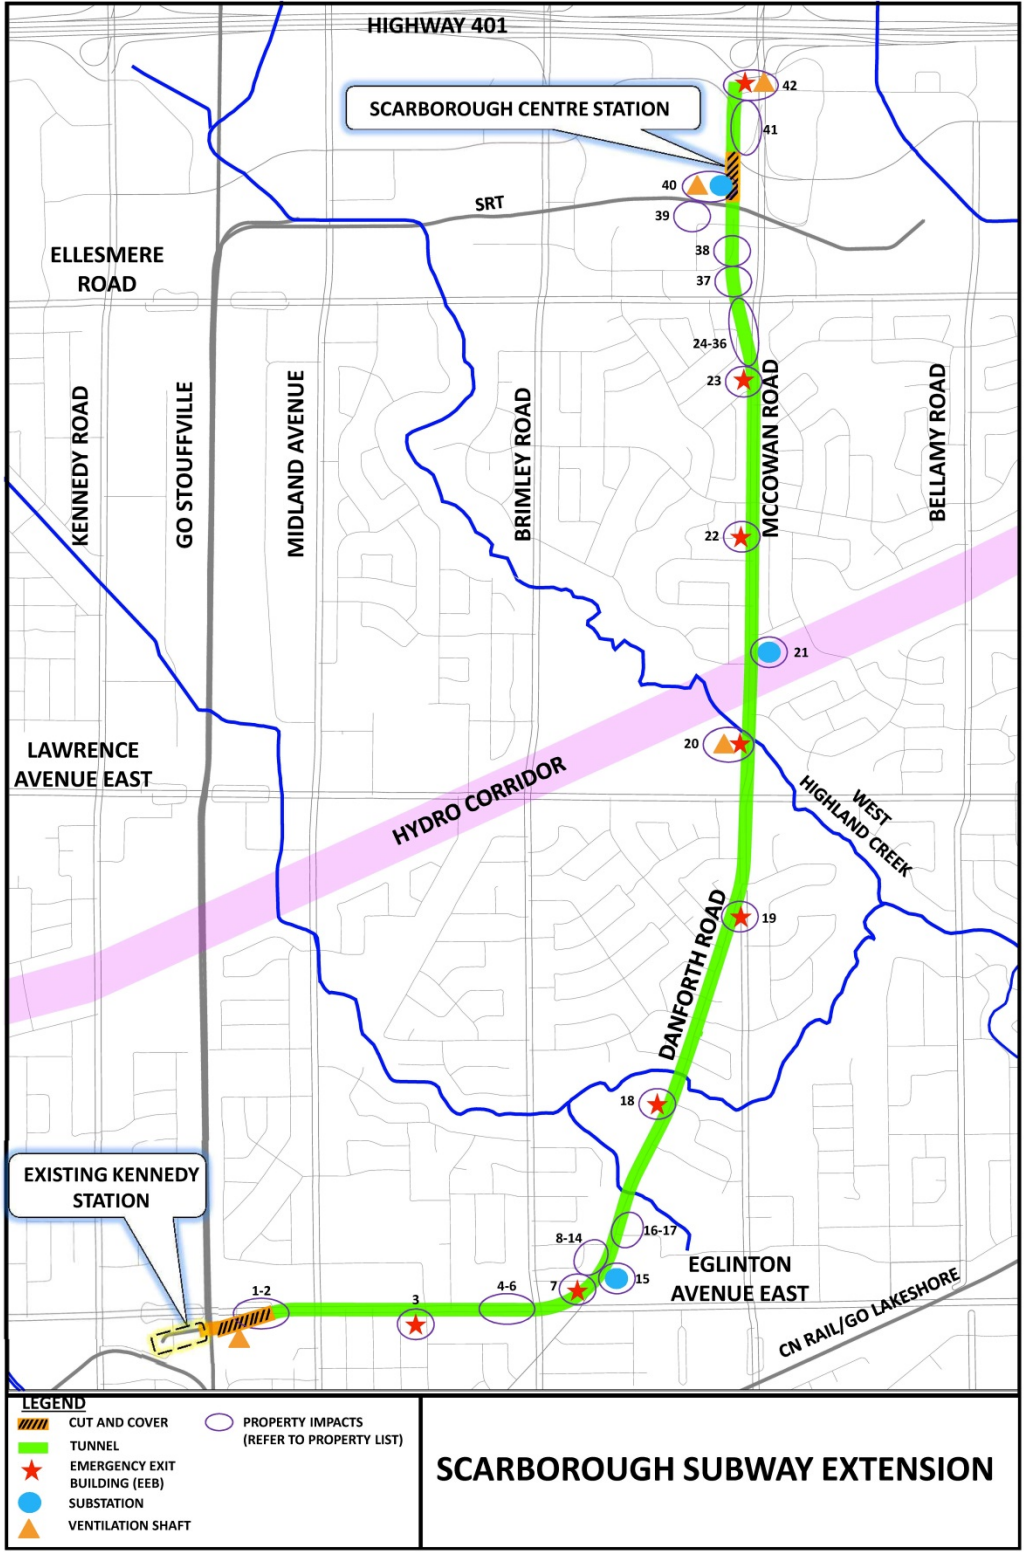 HIGHWAY 401
42
SCARBOROUGH CENTRE STATION
41
40
SRT
39
ELLESMERE
ROAD
38
37
24-36
23
KENNEDY ROAD
GO STOUFFVILLE
MIDLAND AVENUE
BRIMLEY ROAD
MCCOWAN ROAD
BELLAMY ROAD
22
21
20
LAWRENCE
AVENUE EAST
HYDRO CORRIDOR
WEST
HIGHLAND CREEK
19
DANFORTH ROAD
18
EXISTING KENNEDY
STATION
16-17
8-14
EGLINTON
AVENUE EAST
15
7
4-6
3
1-2
CN RAIL/GO LAKESHORE
LEGEND
CUT AND COVER
TUNNEL
EMERGENCY EXIT
BUILDING (EEB)
SUBSTATION
VENTILATION SHAFT
PROPERTY IMPACTS
(REFER TO PROPERTY LIST)
SCARBOROUGH SUBWAY EXTENSION